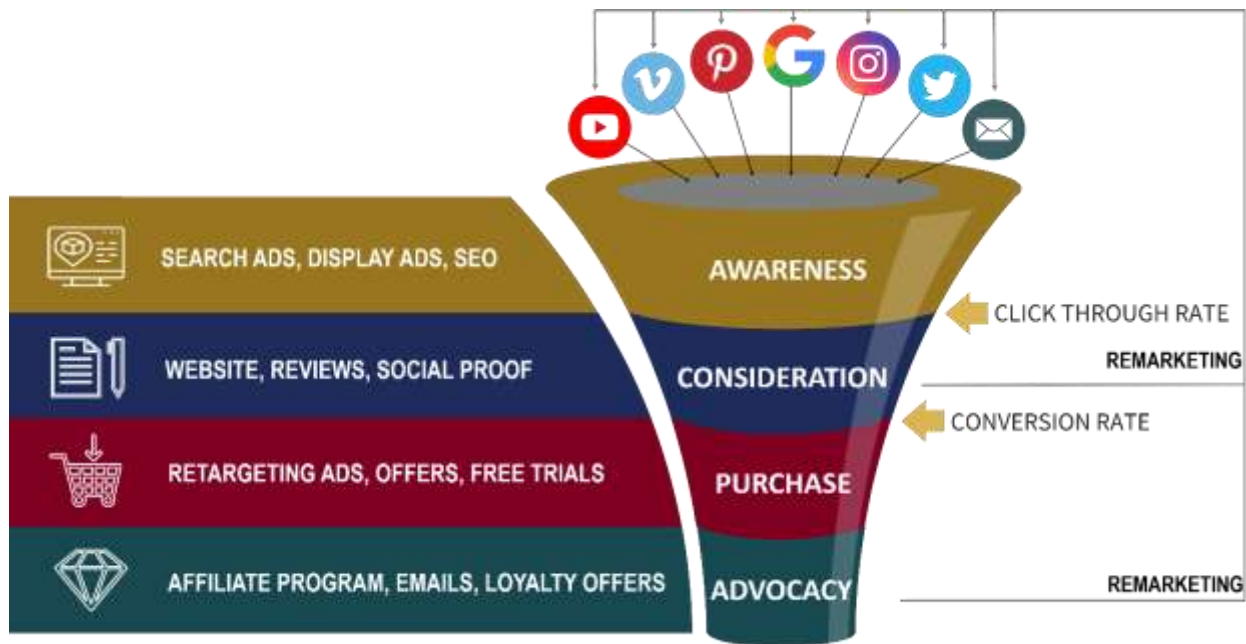 SEARCH ADS, DISPLAY ADS, SEO
AWARENESS
CLICK THROUGH RATE
WEBSITE, REVIEWS, SOCIAL PROOF
CONSIDERATION
REMARKETING
CONVERSION RATE
RETARGETING ADS, OFFERS, FREE TRIALS
PURCHASE
AFFILIATE PROGRAM, EMAILS, LOYALTY OFFERS
ADVOCACY
REMARKETING